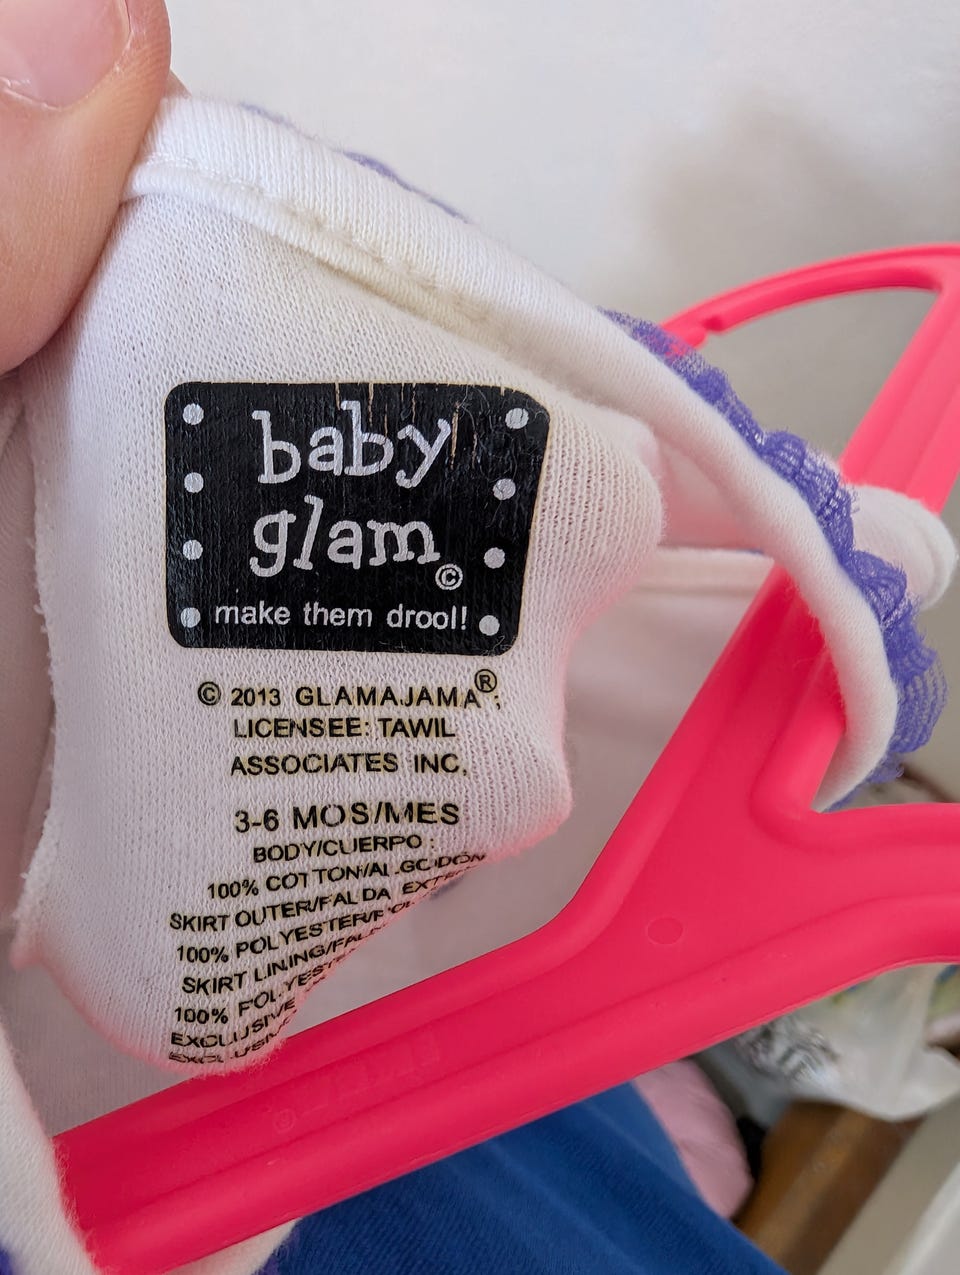 baby
glam©
make them drool!
© 2013 GLAMAJAMA®;
LICENSEE: TAWIL
ASSOCIATES INC,
3-6 MOS/MES
BODY/CUERPO :
100% COTTON/ALGODÓN
SKIRT OUTER/FALDA
100% POLYESTER/
SKIRT LINING/
100%
EXCLUSIVE